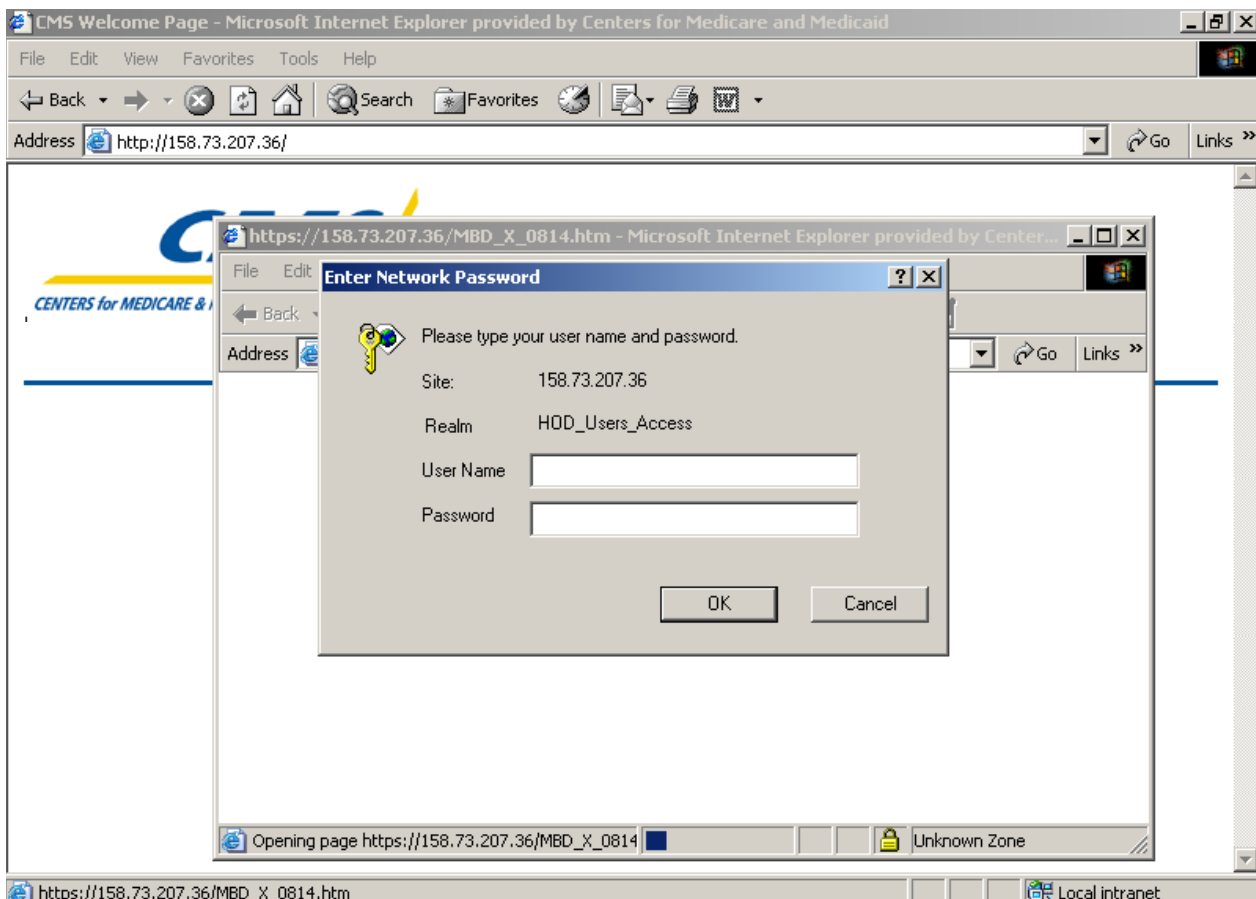 CMS Welcome Page - Microsoft Internet Explorer provided by Centers for Medicare and Medicaid
File Edit View Favorites Tools Help
Back Search Favorites
Address http://158.73.207.36/ Go Links »
CENTERS for MEDICARE &
https://158.73.207.36/MBD_X_0814.htm - Microsoft Internet Explorer provided by Center...
File Edit
Back
Address Go Links »
Enter Network Password
Please type your user name and password.
Site: 158.73.207.36
Realm HOD_Users_Access
User Name
Password
OK Cancel
Opening page https://158.73.207.36/MBD_X_0814 Unknown Zone
https://158.73.207.36/MBD_X_0814.htm Local intranet